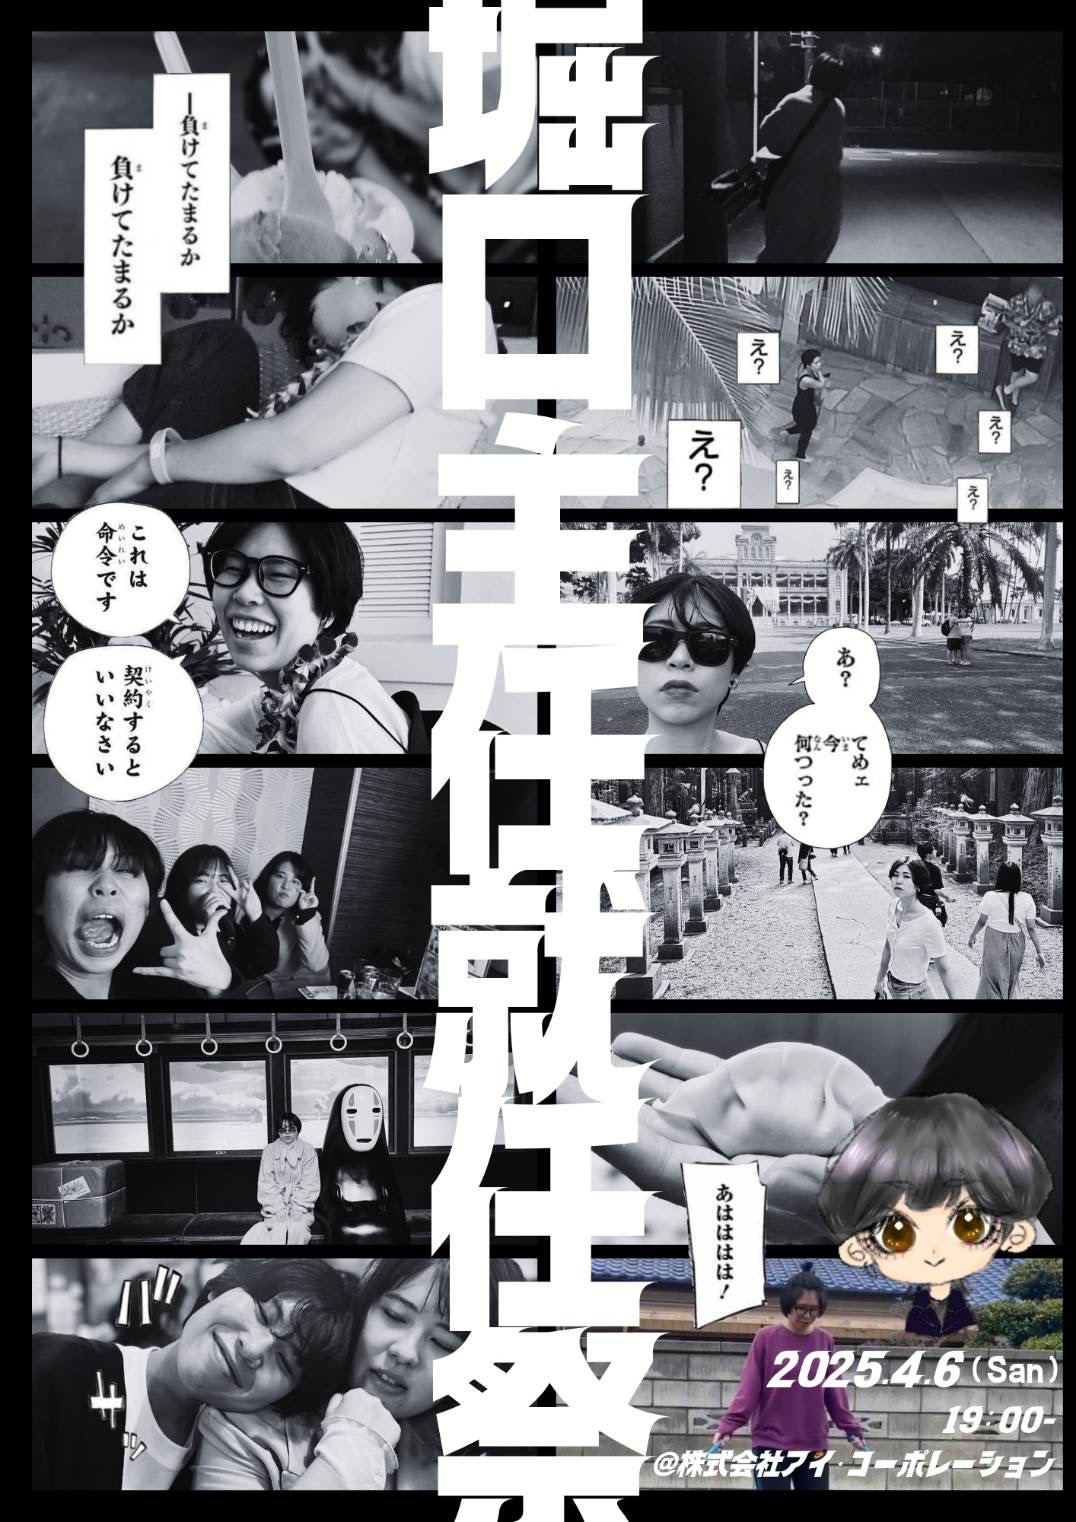 堀口主任就任祭
―負けてたまるか
負けてたまるか
え？
え？
え？
え？
え？
え？
これは
命令です
契約すると
いいなさい
あ？
てめェ
今
何つった？
あははははは！
バ゙
サ
ッ
2025.4.6（San）
19:00-
@株式会社アイ・コーポレーション